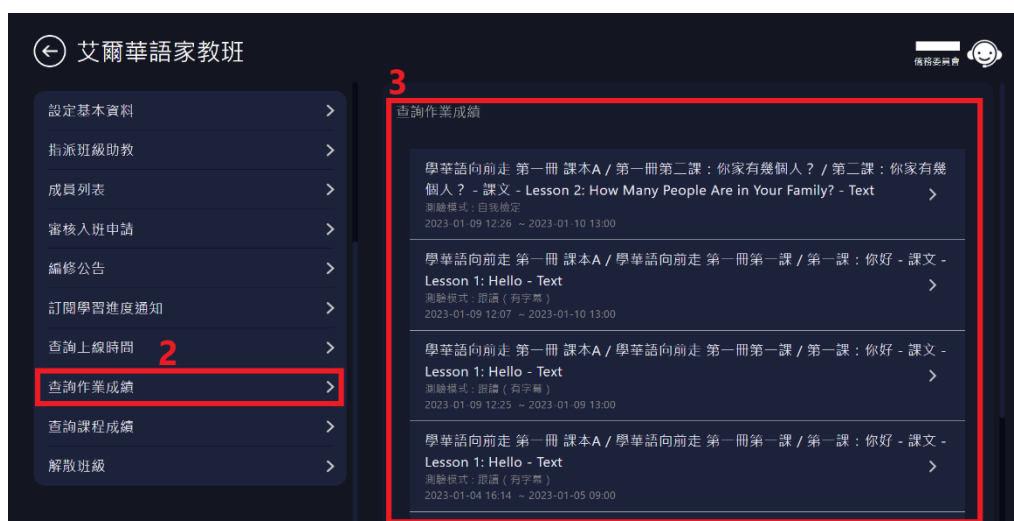 艾爾華語家教班
僑務委員會
設定基本資料
指派班級助教
成員列表
審核入班申請
編修公告
訂閱學習進度通知
查詢上線時間
2
查詢作業成績
查詢課程成績
解散班級
3
查詢作業成績
學華語向前走 第一冊 課本A / 第一冊第二課：你家有幾個人？ / 第二課：你家有幾
個人？ - 課文 - Lesson 2: How Many People Are in Your Family? - Text
測驗模式：自我檢定
2023-01-09 12:26 ~ 2023-01-10 13:00
學華語向前走 第一冊 課本A / 學華語向前走 第一冊第一課 / 第一課：你好 - 課文 -
Lesson 1: Hello - Text
測驗模式：跟讀（有字幕）
2023-01-09 12:07 ~ 2023-01-10 13:00
學華語向前走 第一冊 課本A / 學華語向前走 第一冊第一課 / 第一課：你好 - 課文 -
Lesson 1: Hello - Text
測驗模式：跟讀（有字幕）
2023-01-09 12:25 ~ 2023-01-09 13:00
學華語向前走 第一冊 課本A / 學華語向前走 第一冊第一課 / 第一課：你好 - 課文 -
Lesson 1: Hello - Text
測驗模式：跟讀（有字幕）
2023-01-04 16:14 ~ 2023-01-05 09:00